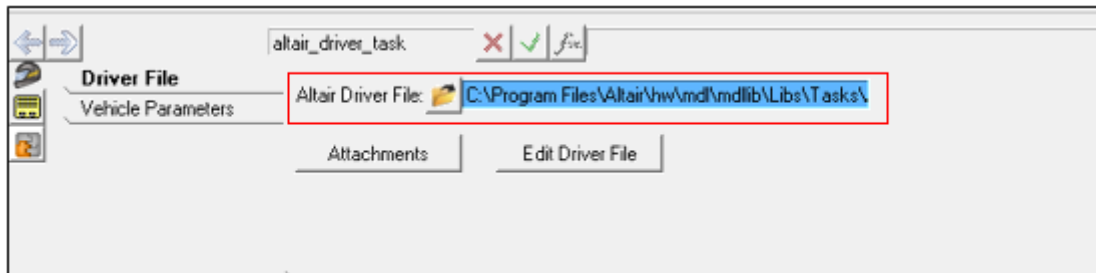 altair_driver_task
Driver File
Altair Driver File: C:\Program Files\Altair\hw\mdl\mdllib\Libs\Tasks\
Vehicle Parameters
Attachments Edit Driver File